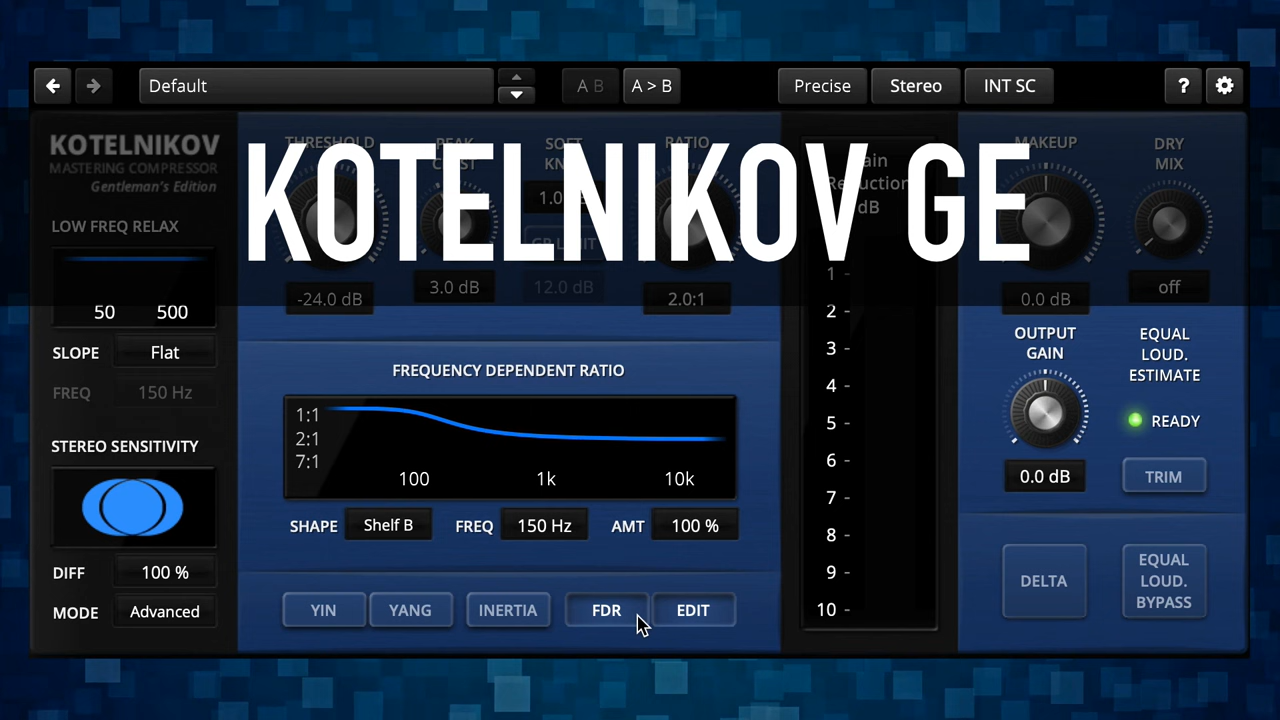 Default
A B
A > B
Precise
Stereo
INT SC
?
KOTELNIKOV
MASTERING COMPRESSOR
Gentleman's Edition
KOTELNIKOV GE
THRESHOLD
-24.0 dB
3.0 dB
SOFT
12.0 dB
RATIO
2.0:1
Reduction
dB
1 -
2 -
3 -
4 -
5 -
6 -
7 -
8 -
9 -
10 -
MAKEUP
0.0 dB
DRY
MIX
off
LOW FREQ RELAX
50 500
SLOPE Flat
FREQ 150 Hz
STEREO SENSITIVITY
DIFF 100 %
MODE Advanced
FREQUENCY DEPENDENT RATIO
1:1
2:1
7:1
100 1k 10k
SHAPE Shelf B FREQ 150 Hz AMT 100 %
YIN YANG INERTIA FDR EDIT
OUTPUT
GAIN
0.0 dB
EQUAL
LOUD.
ESTIMATE
READY
TRIM
DELTA
EQUAL
LOUD.
BYPASS